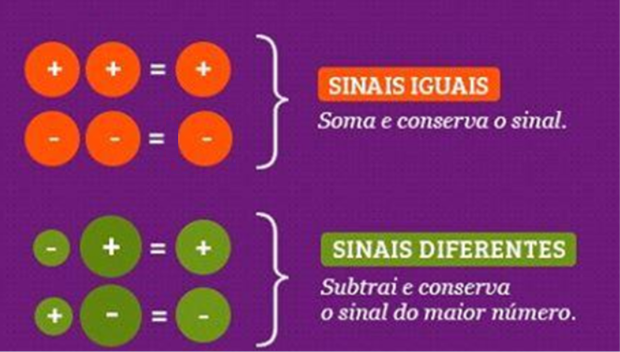 + + = +
SINAIS IGUAIS
Soma e conserva o sinal.
- - = -
- + = +
SINAIS DIFERENTES
Subtrai e conserva
o sinal do maior número.
+ - = -